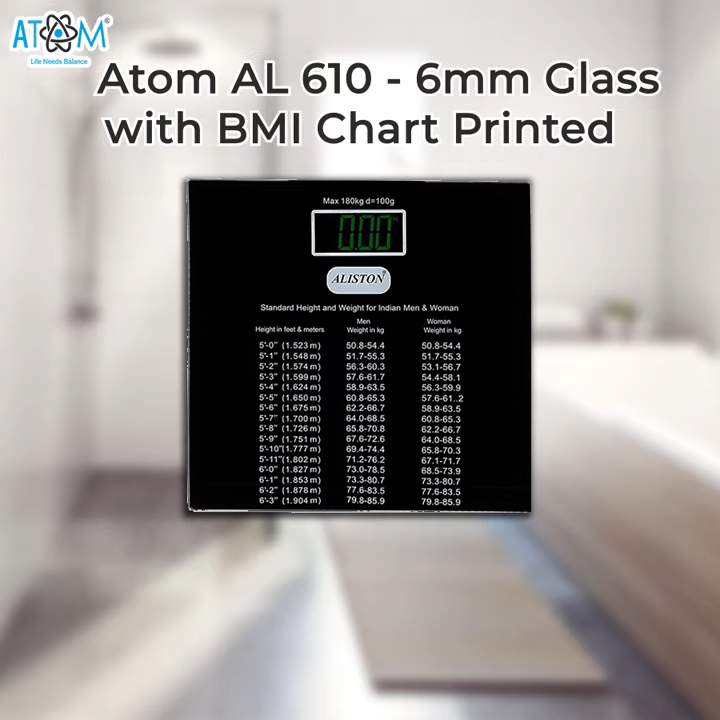 ATOM®
Life Needs Balance
Atom AL 610 - 6mm Glass
with BMI Chart Printed
Max 180kg d=100g
0.00
ALISTON®
Standard Height and Weight for Indian Men & Woman
Height in feet & meters Men Weight in kg Woman Weight in kg
5'-0" (1.523 m) 50.8-54.4 50.8-54.4
5'-1" (1.548 m) 51.7-55.3 51.7-55.3
5'-2" (1.574 m) 56.3-60.3 53.1-56.7
5'-3" (1.599 m) 57.6-61.7 54.4-58.1
5'-4" (1.624 m) 58.9-63.5 56.3-59.9
5'-5" (1.650 m) 60.8-65.3 57.6-61..2
5'-6" (1.675 m) 62.2-66.7 58.9-63.5
5'-7" (1.700 m) 64.0-68.5 60.8-65.3
5'-8" (1.726 m) 65.8-70.8 62.2-66.7
5'-9" (1.751 m) 67.6-72.6 64.0-68.5
5'-10"(1.777 m) 69.4-74.4 65.8-70.3
5'-11"(1.802 m) 71.2-76.2 67.1-71.7
6'-0" (1.827 m) 73.0-78.5 68.5-73.9
6'-1" (1.853 m) 73.3-80.7 73.3-80.7
6'-2" (1.878 m) 77.6-83.5 77.6-83.5
6'-3" (1.904 m) 79.8-85.9 79.8-85.9